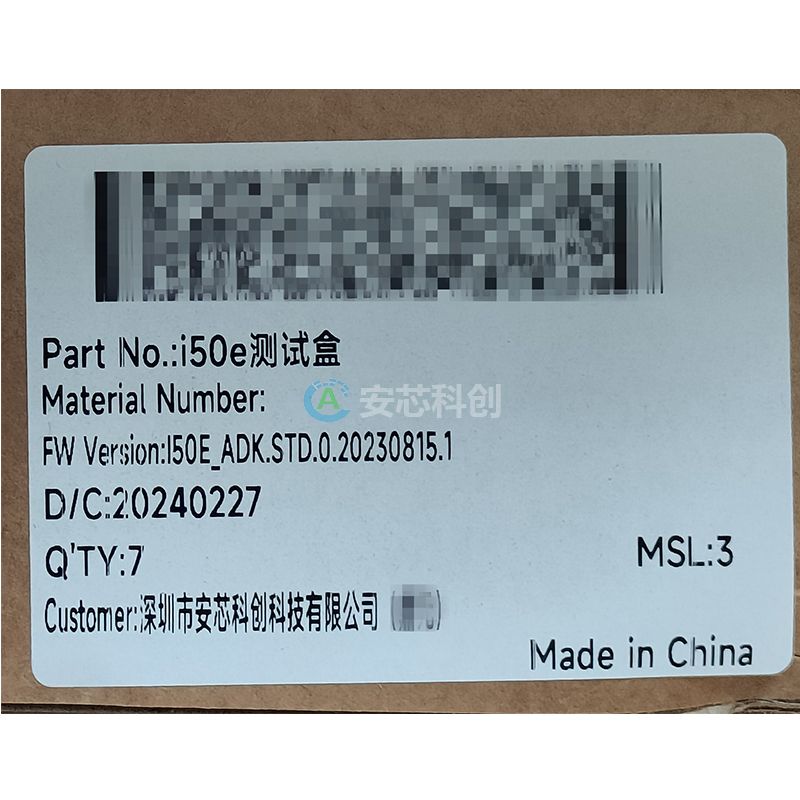 Part No.:i50e测试盒
Material Number:
安芯科创
FW Version:I50E_ADK.STD.0.20230815.1
D/C:20240227
Q'TY:7
MSL:3
Customer:深圳市安芯科创科技有限公司
Made in China